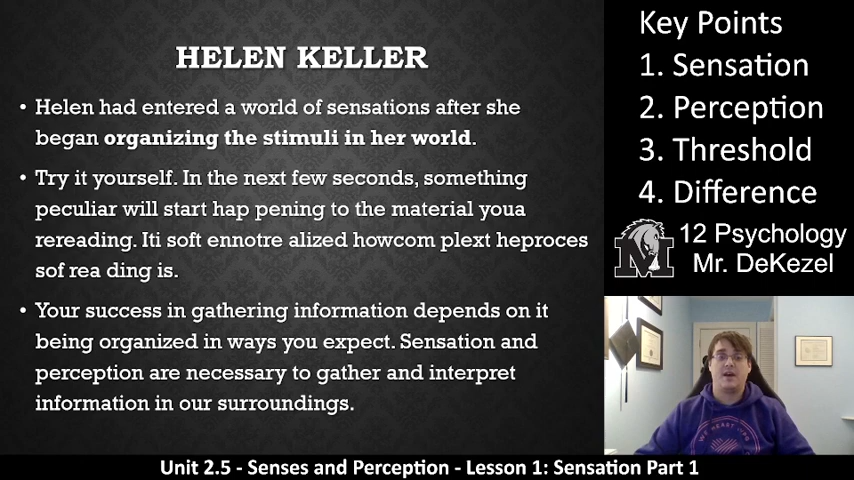 HELEN KELLER
• Helen had entered a world of sensations after she
began organizing the stimuli in her world.
• Try it yourself. In the next few seconds, something
peculiar will start hap pening to the material youa
rereading. Iti soft ennotre alized howcom plext heproces
sof rea ding is.
• Your success in gathering information depends on it
being organized in ways you expect. Sensation and
perception are necessary to gather and interpret
information in our surroundings.
Key Points
1. Sensation
2. Perception
3. Threshold
4. Difference
M
12 Psychology
Mr. DeKezel
Unit 2.5 - Senses and Perception - Lesson 1: Sensation Part 1